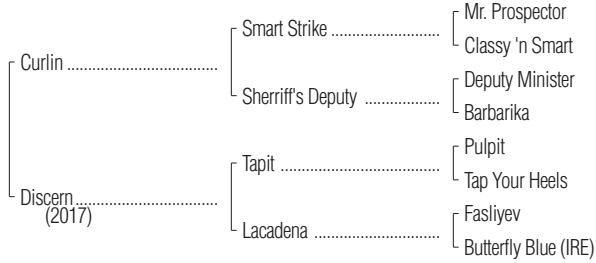 Mr. Prospector
Smart Strike ............................
Classy 'n Smart
Curlin ......................................
Deputy Minister
Sherriff's Deputy ...................
Barbarika
Pulpit
Tapit ........................................
Tap Your Heels
Discern....................................
(2017)
Fasliyev
Lacadena ................................
Butterfly Blue (IRE)